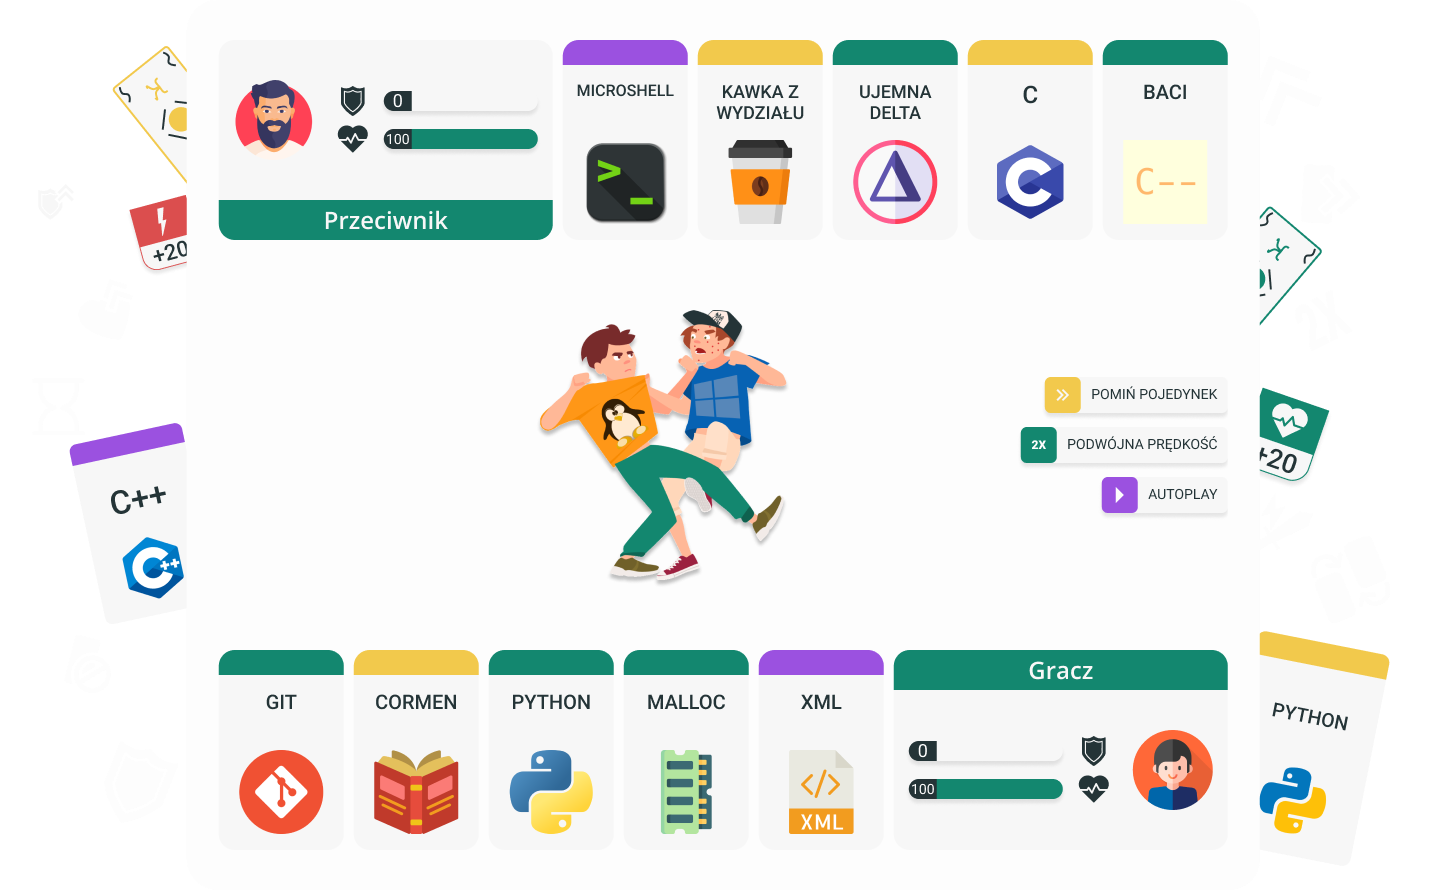 0
100
Przeciwnik
MICROSHELL
>_
KAWKA Z
WYDZIAŁU
UJEMNA
DELTA
C
C
BACI
C--
+20
C++
C++
POMIŃ POJEDYNEK
2X
PODWÓJNA PRĘDKOŚĆ
AUTOPLAY
+20
2X
GIT
CORMEN
PYTHON
MALLOC
XML
</>
XML
Gracz
0
100
PYTHON